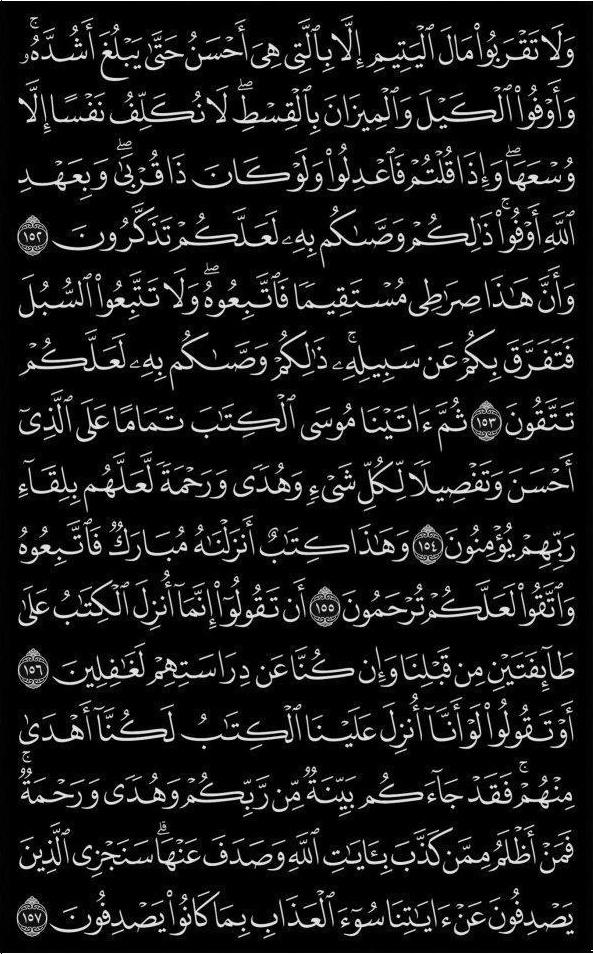 وَلَا تَقۡرَبُواْ مَالَ ٱلۡيَتِيمِ إِلَّا بِٱلَّتِي هِيَ أَحۡسَنُ حَتَّىٰ يَبۡلُغَ أَشُدَّهُۥۚ
وَأَوۡفُواْ ٱلۡكَيۡلَ وَٱلۡمِيزَانَ بِٱلۡقِسۡطِۖ لَا نُكَلِّفُ نَفۡسًا إِلَّا
وُسۡعَهَاۖ وَإِذَا قُلۡتُمۡ فَٱعۡدِلُواْ وَلَوۡ كَانَ ذَا قُرۡبَىٰۖ وَبِعَهۡدِ
ٱللَّهِ أَوۡفُواْۚ ذَٰلِكُمۡ وَصَّىٰكُم بِهِۦ لَعَلَّكُمۡ تَذَكَّرُونَ ١٥٢
وَأَنَّ هَٰذَا صِرَٰطِي مُسۡتَقِيمٗا فَٱتَّبِعُوهُۖ وَلَا تَتَّبِعُواْ ٱلسُّبُلَ
فَتَفَرَّقَ بِكُمۡ عَن سَبِيلِهِۦۚ ذَٰلِكُمۡ وَصَّىٰكُم بِهِۦ لَعَلَّكُمۡ
تَتَّقُونَ ١٥٣ ثُمَّ ءَاتَيۡنَا مُوسَى ٱلۡكِتَٰبَ تَمَامًا عَلَى ٱلَّذِيٓ
أَحۡسَنَ وَتَفۡصِيلٗا لِّكُلِّ شَيۡءٖ وَهُدٗى وَرَحۡمَةٗ لَّعَلَّهُم بِلِقَآءِ
رَبِّهِمۡ يُؤۡمِنُونَ ١٥٤ وَهَٰذَا كِتَٰبٌ أَنزَلۡنَٰهُ مُبَارَكٞ فَٱتَّبِعُوهُ
وَٱتَّقُواْ لَعَلَّكُمۡ تُرۡحَمُونَ ١٥٥ أَن تَقُولُوٓاْ إِنَّمَآ أُنزِلَ ٱلۡكِتَٰبُ عَلَىٰ
طَآئِفَتَيۡنِ مِن قَبۡلِنَا وَإِن كُنَّا عَن دِرَاسَتِهِمۡ لَغَٰفِلِينَ ١٥٦
أَوۡ تَقُولُواْ لَوۡ أَنَّآ أُنزِلَ عَلَيۡنَا ٱلۡكِتَٰبُ لَكُنَّآ أَهۡدَىٰ
مِنۡهُمۡۚ فَقَدۡ جَآءَكُم بَيِّنَةٞ مِّن رَّبِّكُمۡ وَهُدٗى وَرَحۡمَةٞۚ
فَمَنۡ أَظۡلَمُ مِمَّن كَذَّبَ بِـَٔايَٰتِ ٱللَّهِ وَصَدَفَ عَنۡهَاۗ سَنَجۡزِي ٱلَّذِينَ
يَصۡدِفُونَ عَنۡ ءَايَٰتِنَا سُوٓءَ ٱلۡعَذَابِ بِمَا كَانُواْ يَصۡدِفُونَ ١٥٧